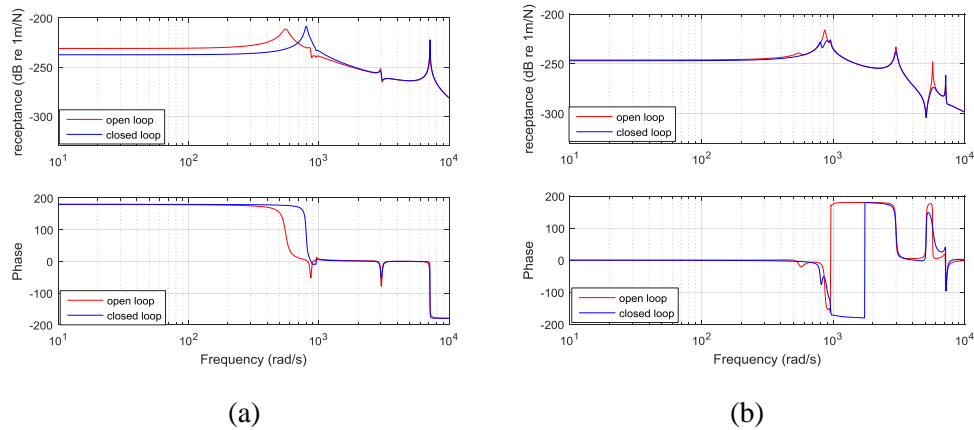 receptance (dB re 1m/N)
-200
-250
-300
open loop
closed loop
10^1 10^2 10^3 10^4
Phase
200
100
0
-100
-200
open loop
closed loop
10^1 10^2 10^3 10^4
Frequency (rad/s)
(a)
receptance (dB re 1m/N)
-200
-250
-300
open loop
closed loop
10^1 10^2 10^3 10^4
Phase
200
100
0
-100
-200
open loop
closed loop
10^1 10^2 10^3 10^4
Frequency (rad/s)
(b)